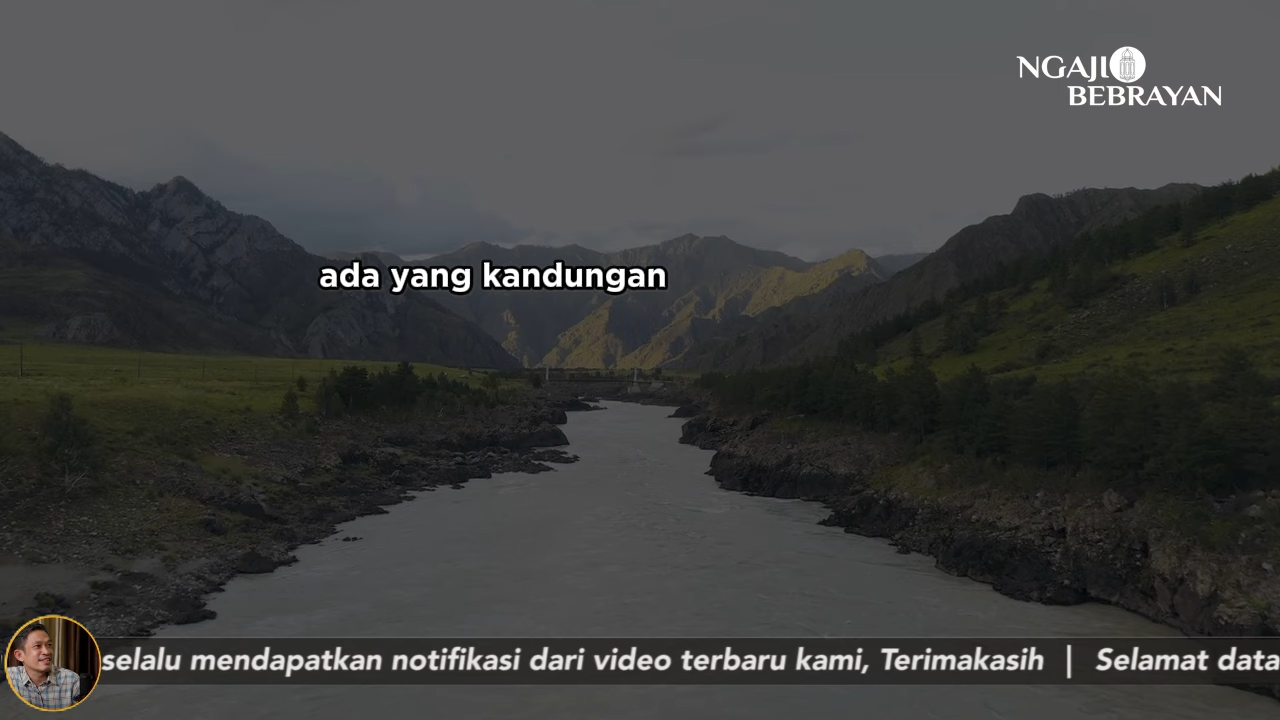 NGAJI
BEBRAYAN
ada yang kandungan
selalu mendapatkan notifikasi dari video terbaru kami, Terimakasih | Selamat data